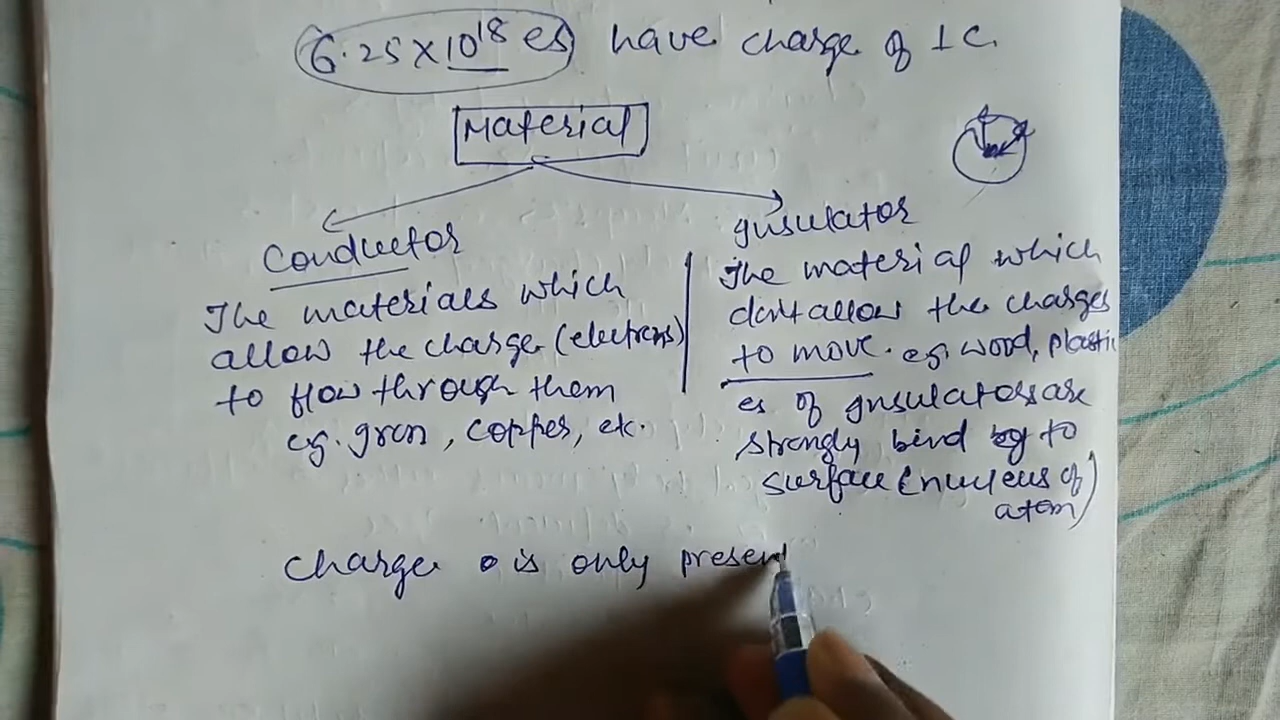 6.25×10¹⁸ es have charge of 1 C.
Material
Conductor
The materials which
allow the charge (electrons)
to flow through them
eg. Iron, copper, etc.
Insulator
The material which
don't allow the charges
to move. eg. wood, plastic
es of Insulators are
strongly bind to
surface (nucleus of
atom)
charge is only present